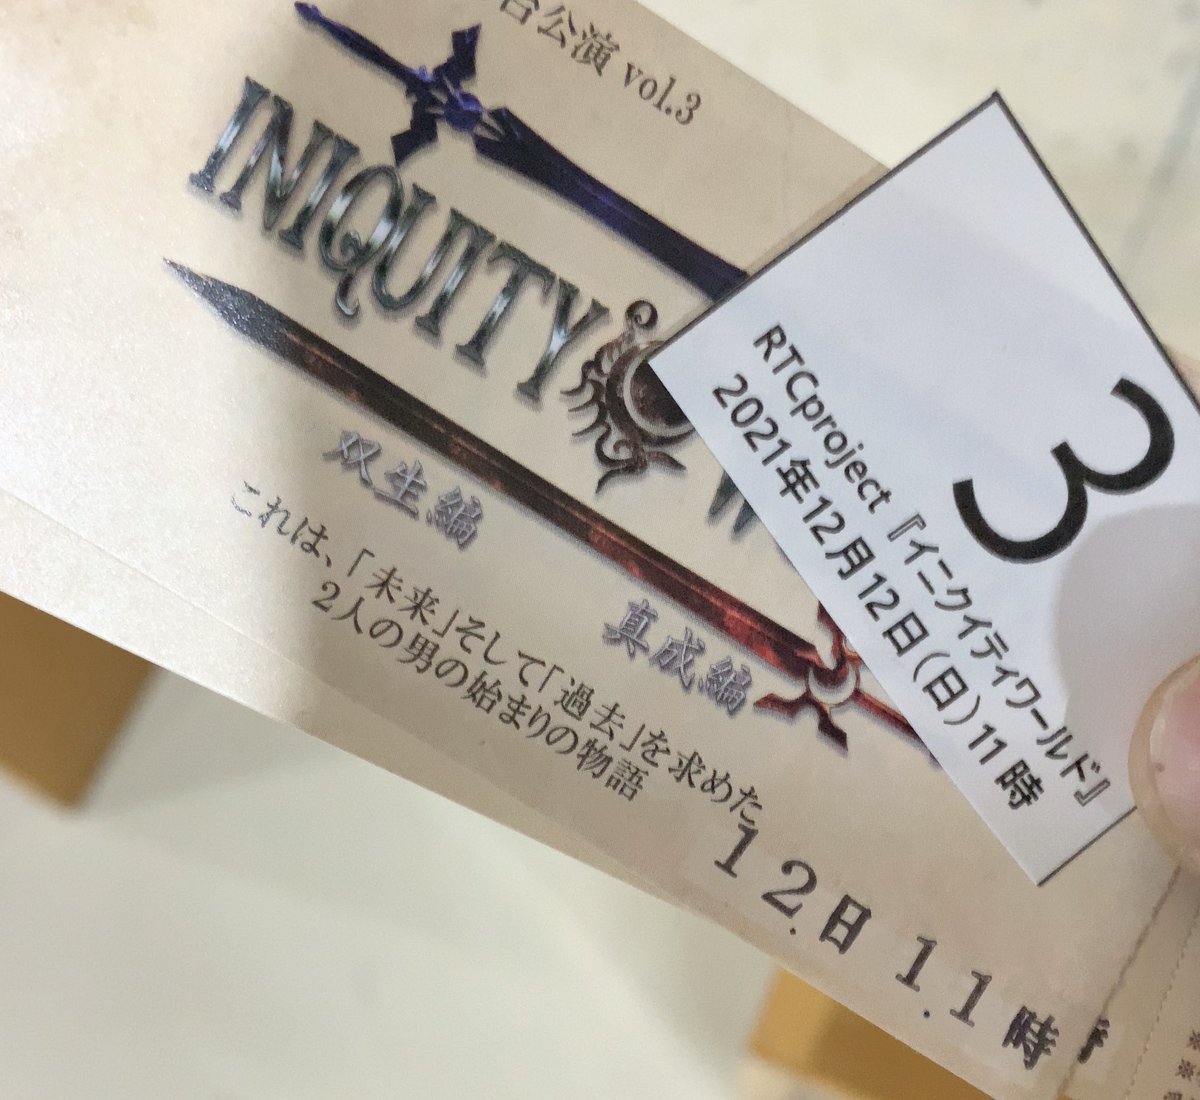 公演 vol.3
INIQUITY W
双生編
真成編
これは、「未来」そして「過去」を求めた
2人の男の始まりの物語
12日 11時
3
RTCproject『イニクイティワールド』
2021年12月12日(日)11時